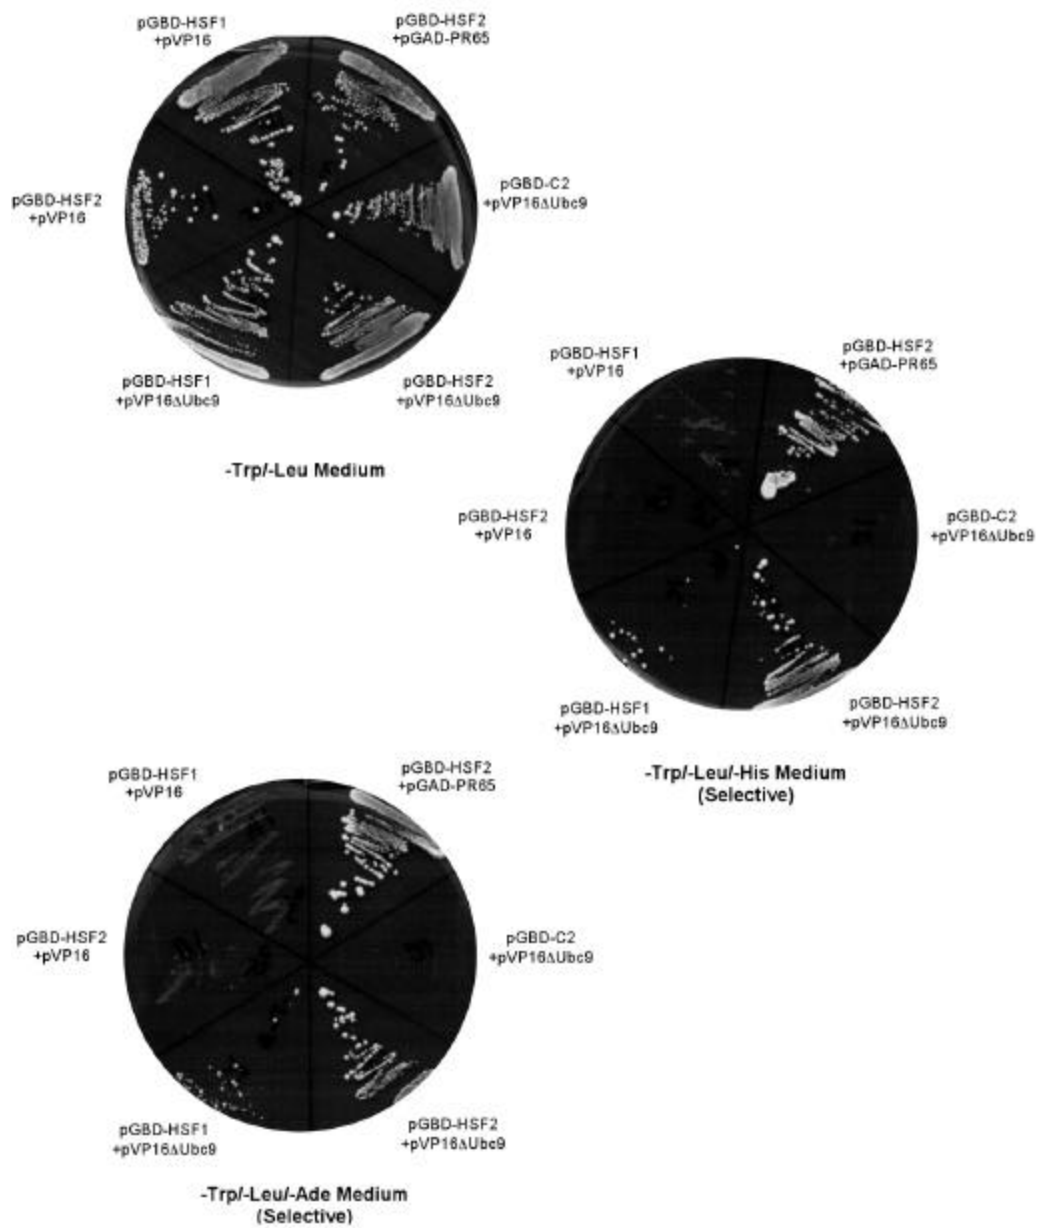 pGBD-HSF1
+pVP16
pGBD-HSF2
+pGAD-PR65
pGBD-HSF2
+pVP16
pGBD-C2
+pVP16ΔUbc9
pGBD-HSF1
+pVP16ΔUbc9
pGBD-HSF2
+pVP16ΔUbc9
-Trp/-Leu Medium
pGBD-HSF1
+pVP16
pGBD-HSF2
+pGAD-PR65
pGBD-HSF2
+pVP16
pGBD-C2
+pVP16ΔUbc9
pGBD-HSF1
+pVP16ΔUbc9
pGBD-HSF2
+pVP16ΔUbc9
-Trp/-Leu/-His Medium
(Selective)
pGBD-HSF1
+pVP16
pGBD-HSF2
+pGAD-PR65
pGBD-HSF2
+pVP16
pGBD-C2
+pVP16ΔUbc9
pGBD-HSF1
+pVP16ΔUbc9
pGBD-HSF2
+pVP16ΔUbc9
-Trp/-Leu/-Ade Medium
(Selective)